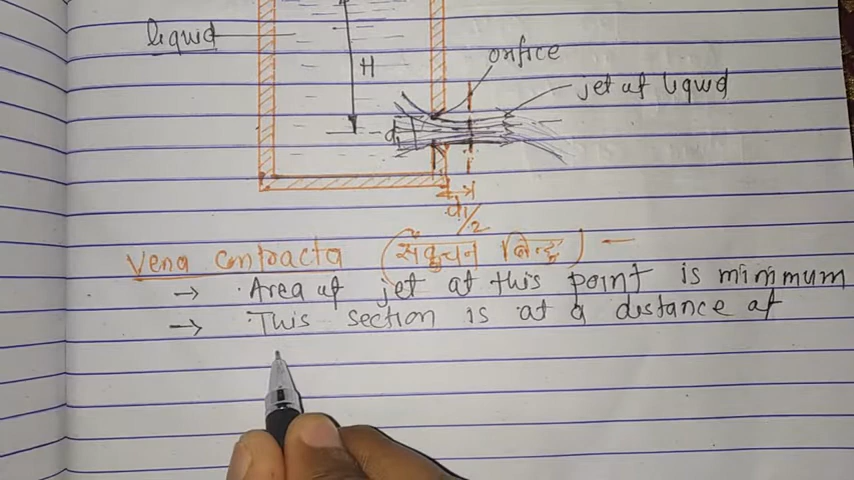 liquid
H
orifice
jet of liquid
d
d/2
Vena Contracta (संकुचन बिन्दु) —
→ Area of jet at this point is minimum
→ This section is at a distance of